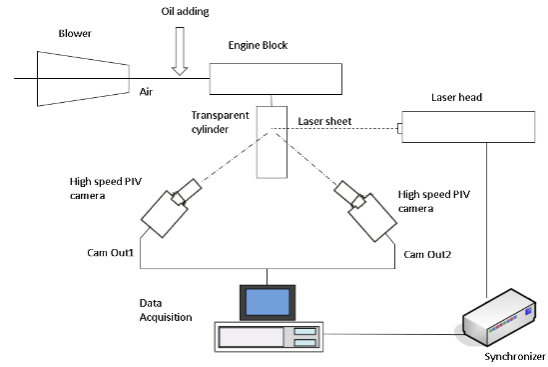 Oil adding
Blower
Engine Block
Air
Laser head
Transparent
cylinder
Laser sheet
High speed PIV
camera
High speed PIV
camera
Cam Out1
Cam Out2
Data
Acquisition
Synchronizer